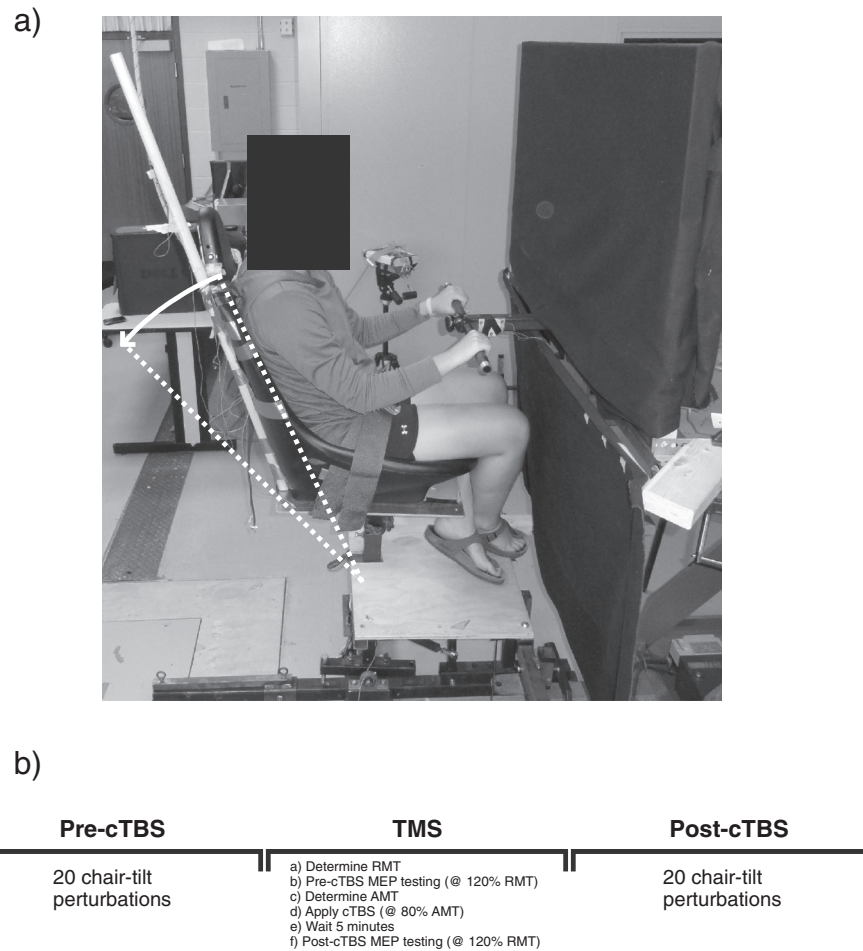 a)
b)
Pre-cTBS
20 chair-tilt
perturbations
TMS
a) Determine RMT
b) Pre-cTBS MEP testing (@ 120% RMT)
c) Determine AMT
d) Apply cTBS (@ 80% AMT)
e) Wait 5 minutes
f) Post-cTBS MEP testing (@ 120% RMT)
Post-cTBS
20 chair-tilt
perturbations